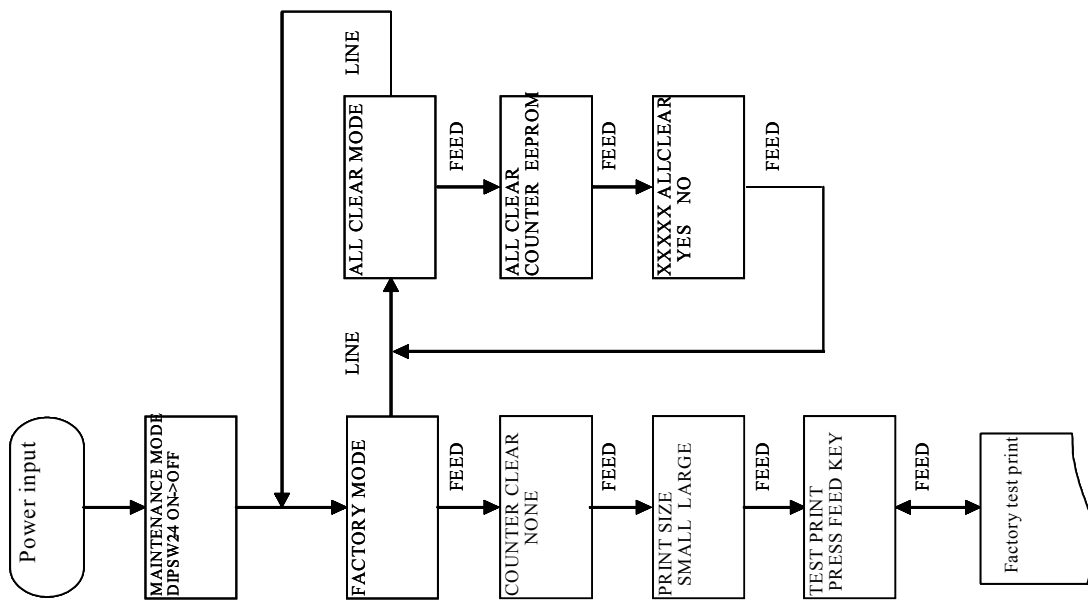 Power input
MAINTENANCE MODE
DIPSW24 ON->OFF
FACTORY MODE
FEED
COUNTER CLEAR
NONE
FEED
PRINT SIZE
SMALL LARGE
FEED
TEST PRINT
PRESS FEED KEY
FEED
Factory test print
LINE
ALL CLEAR MODE
LINE
FEED
ALL CLEAR
COUNTER EEPROM
FEED
XXXXX ALLCLEAR
YES NO
FEED